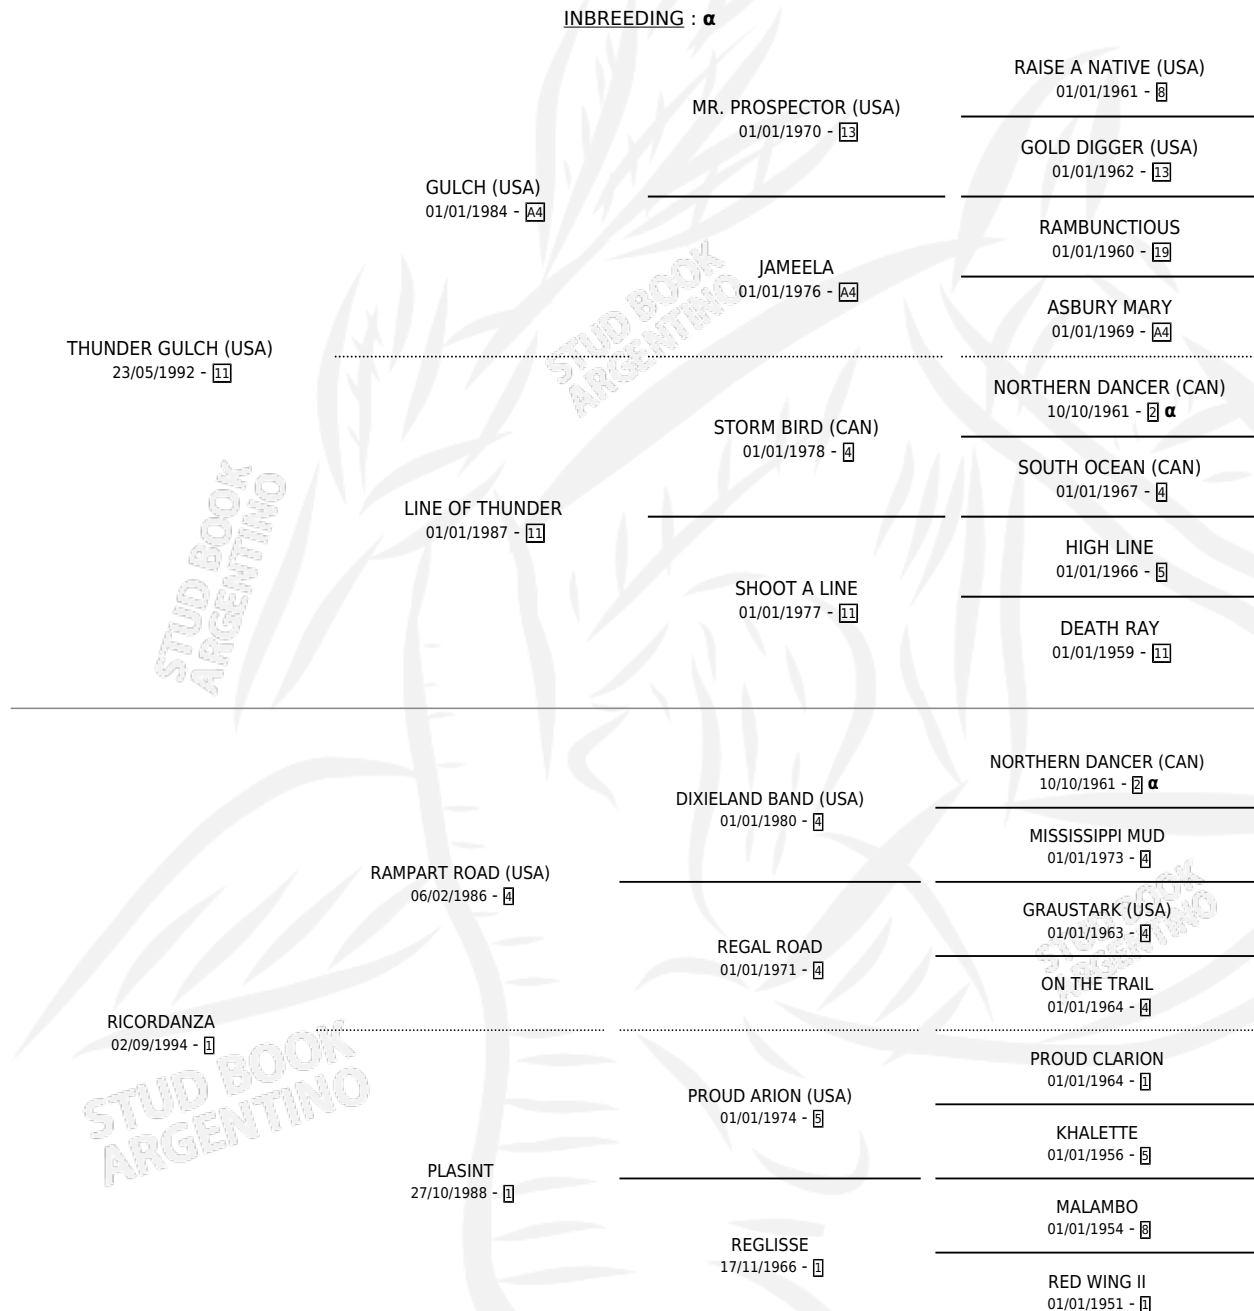 INBREEDING : α
RAISE A NATIVE (USA)
01/01/1961 - 8
MR. PROSPECTOR (USA)
01/01/1970 - 13
GOLD DIGGER (USA)
01/01/1962 - 13
GULCH (USA)
01/01/1984 - A4
RAMBUNCTIOUS
01/01/1960 - 19
JAMEELA
01/01/1976 - A4
ASBURY MARY
01/01/1969 - A4
THUNDER GULCH (USA)
23/05/1992 - 11
NORTHERN DANCER (CAN)
10/10/1961 - 2 α
STORM BIRD (CAN)
01/01/1978 - 4
SOUTH OCEAN (CAN)
01/01/1967 - 4
LINE OF THUNDER
01/01/1987 - 11
HIGH LINE
01/01/1966 - 5
SHOOT A LINE
01/01/1977 - 11
DEATH RAY
01/01/1959 - 11
NORTHERN DANCER (CAN)
10/10/1961 - 2 α
DIXIELAND BAND (USA)
01/01/1980 - 4
MISSISSIPPI MUD
01/01/1973 - 4
RAMPART ROAD (USA)
06/02/1986 - 4
GRAUSTARK (USA)
01/01/1963 - 4
REGAL ROAD
01/01/1971 - 4
ON THE TRAIL
01/01/1964 - 4
RICORDANZA
02/09/1994 - 1
PROUD CLARION
01/01/1964 - 1
PROUD ARION (USA)
01/01/1974 - 5
KHALETTE
01/01/1956 - 5
PLASINT
27/10/1988 - 1
MALAMBO
01/01/1954 - 8
REGLISSE
17/11/1966 - 1
RED WING II
01/01/1951 - 1
STUD BOOK
ARGENTINO
STUD BOOK
ARGENTINO
STUD BOOK
ARGENTINO
STUD BOOK
ARGENTINO